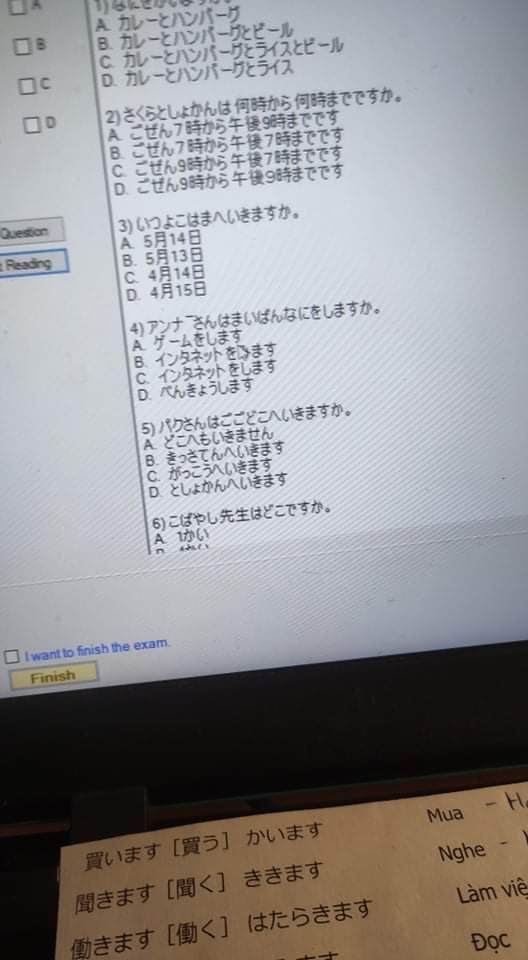 A
B
C
D
Question
Reading
1)
A. カレーとハンバーグ
B. カレーとハンバーグとビール
C. カレーとハンバーグとライスとビール
D. カレーとハンバーグとライス
2) さくらとしょかんは 何時から 何時までですか。
A. ごぜん7時から午後9時までです
B. ごぜん7時から午後7時までです
C. ごぜん9時から午後7時までです
D. ごぜん9時から午後9時までです
3) いつよこはまへいきますか。
A. 5月14日
B. 5月13日
C. 4月14日
D. 4月15日
4) アンナーさんはまいばんなにをしますか。
A. ゲームをします
B. インタネットを ます
C. インタネットをします
D. べんきょうします
5) パクさんはごごどこへいきますか。
A. どこへもいきません
B. きっさてんへいきます
C. がっこうへいきます
D. としょかんへいきます
6) こばやし先生はどこですか。
A. 1かい
I want to finish the exam.
Finish
買います [買う] かいます Mua -
聞きます [聞く] ききます Nghe -
働きます [働く] はたらきます Làm
Đọc